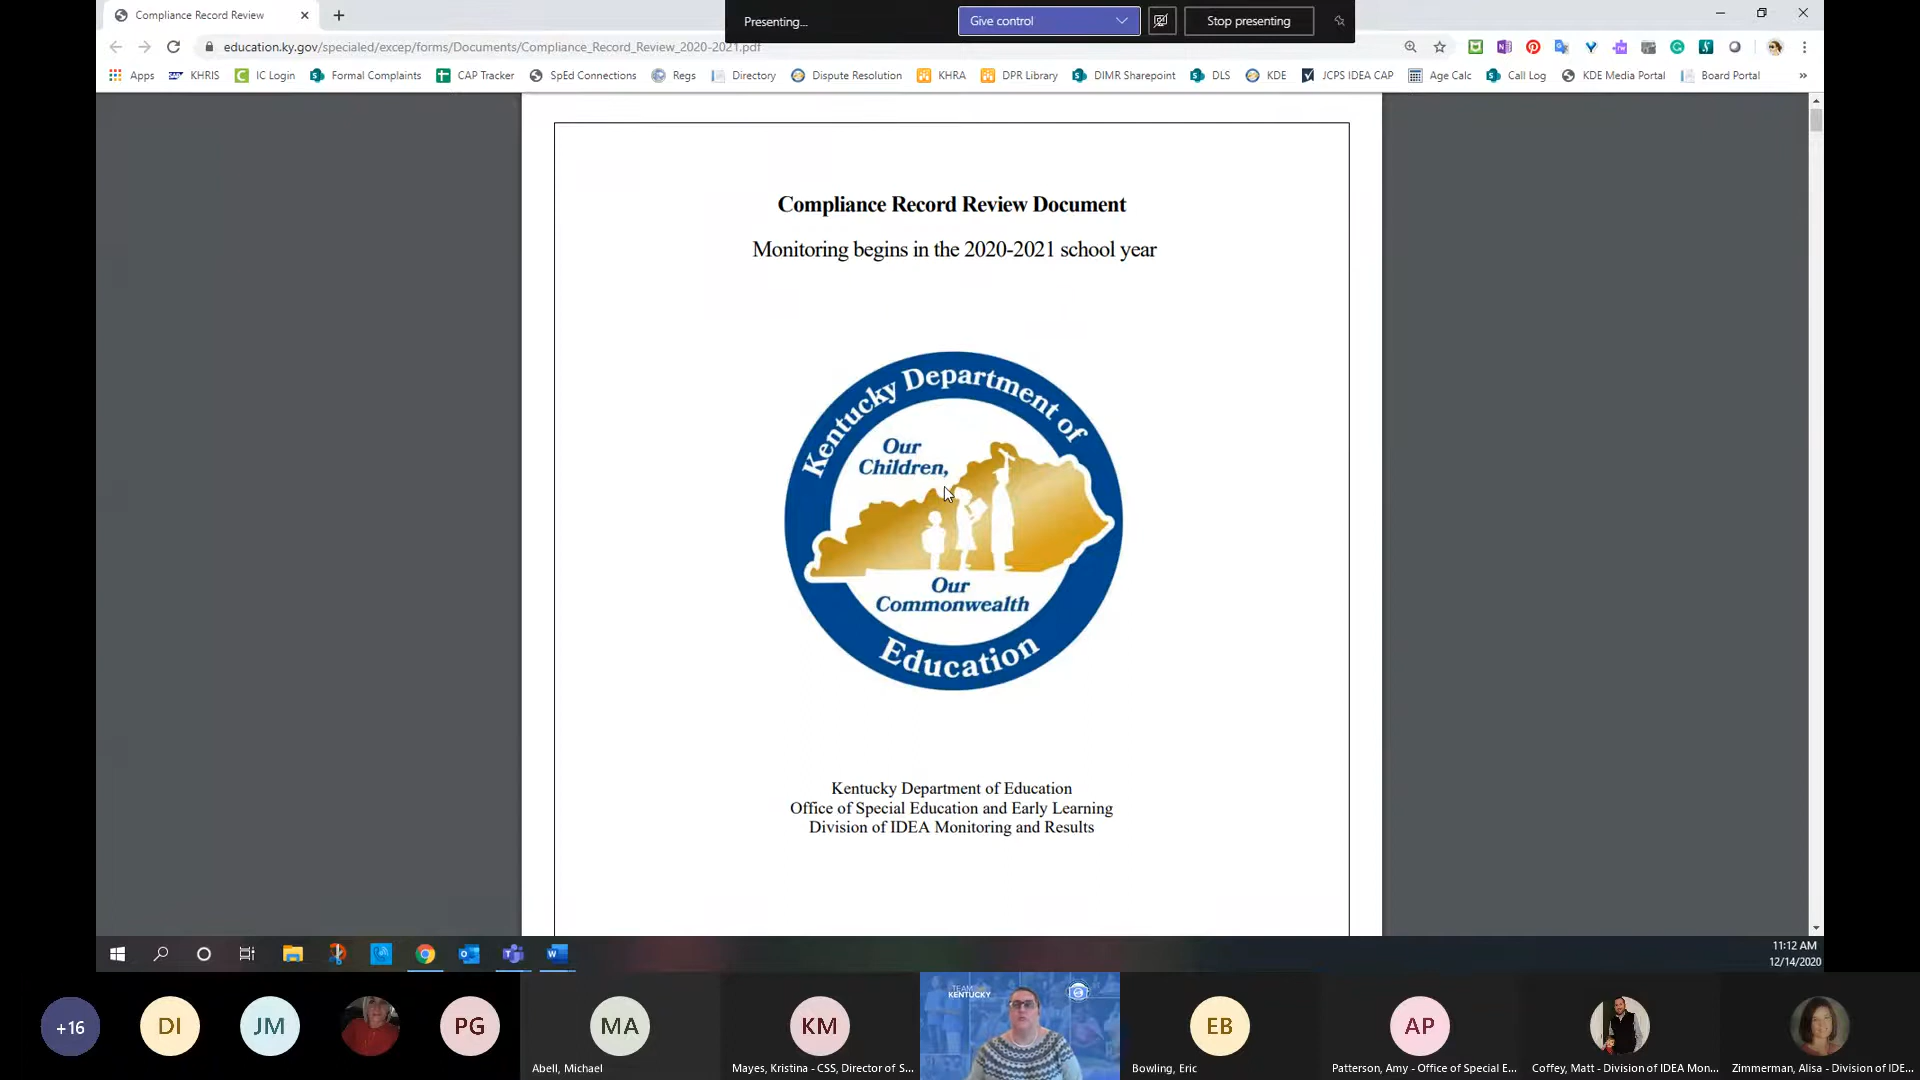 Compliance Record Review
Presenting...
Give control
Stop presenting
education.ky.gov/specialed/excep/forms/Documents/Compliance_Record_Review_2020-2021.pdf
Apps KHRIS IC Login Formal Complaints CAP Tracker SpEd Connections Regs Directory Dispute Resolution KHRA DPR Library DIMR Sharepoint DLS KDE JCPS IDEA CAP Age Calc Call Log KDE Media Portal Board Portal »
Compliance Record Review Document
Monitoring begins in the 2020-2021 school year
Kentucky Department of
Our
Children,
Our
Commonwealth
Education
Kentucky Department of Education
Office of Special Education and Early Learning
Division of IDEA Monitoring and Results
11:12 AM
12/14/2020
+16 DI JM PG MA KM EB AP
TEAM
KENTUCKY
Abell, Michael
Mayes, Kristina - CSS, Director of S...
Bowling, Eric
Patterson, Amy - Office of Special E...
Coffey, Matt - Division of IDEA Mon...
Zimmerman, Alisa - Division of IDE...